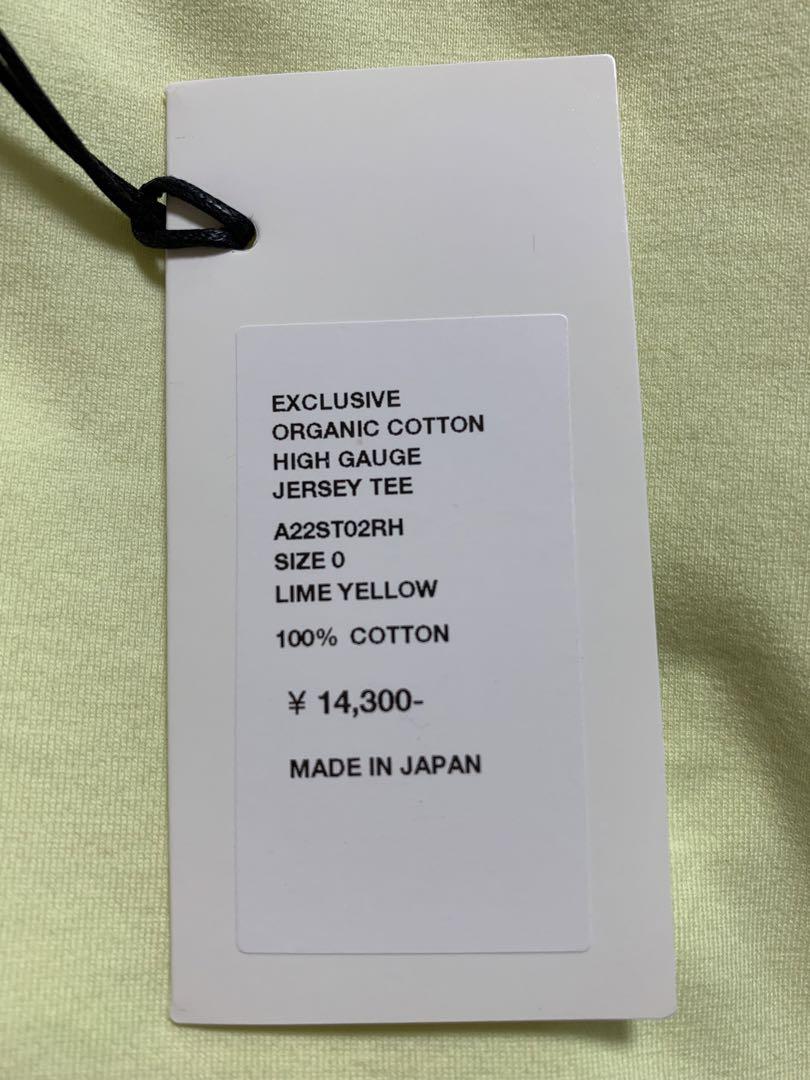 EXCLUSIVE
ORGANIC COTTON
HIGH GAUGE
JERSEY TEE
A22ST02RH
SIZE 0
LIME YELLOW
100% COTTON
¥ 14,300-
MADE IN JAPAN